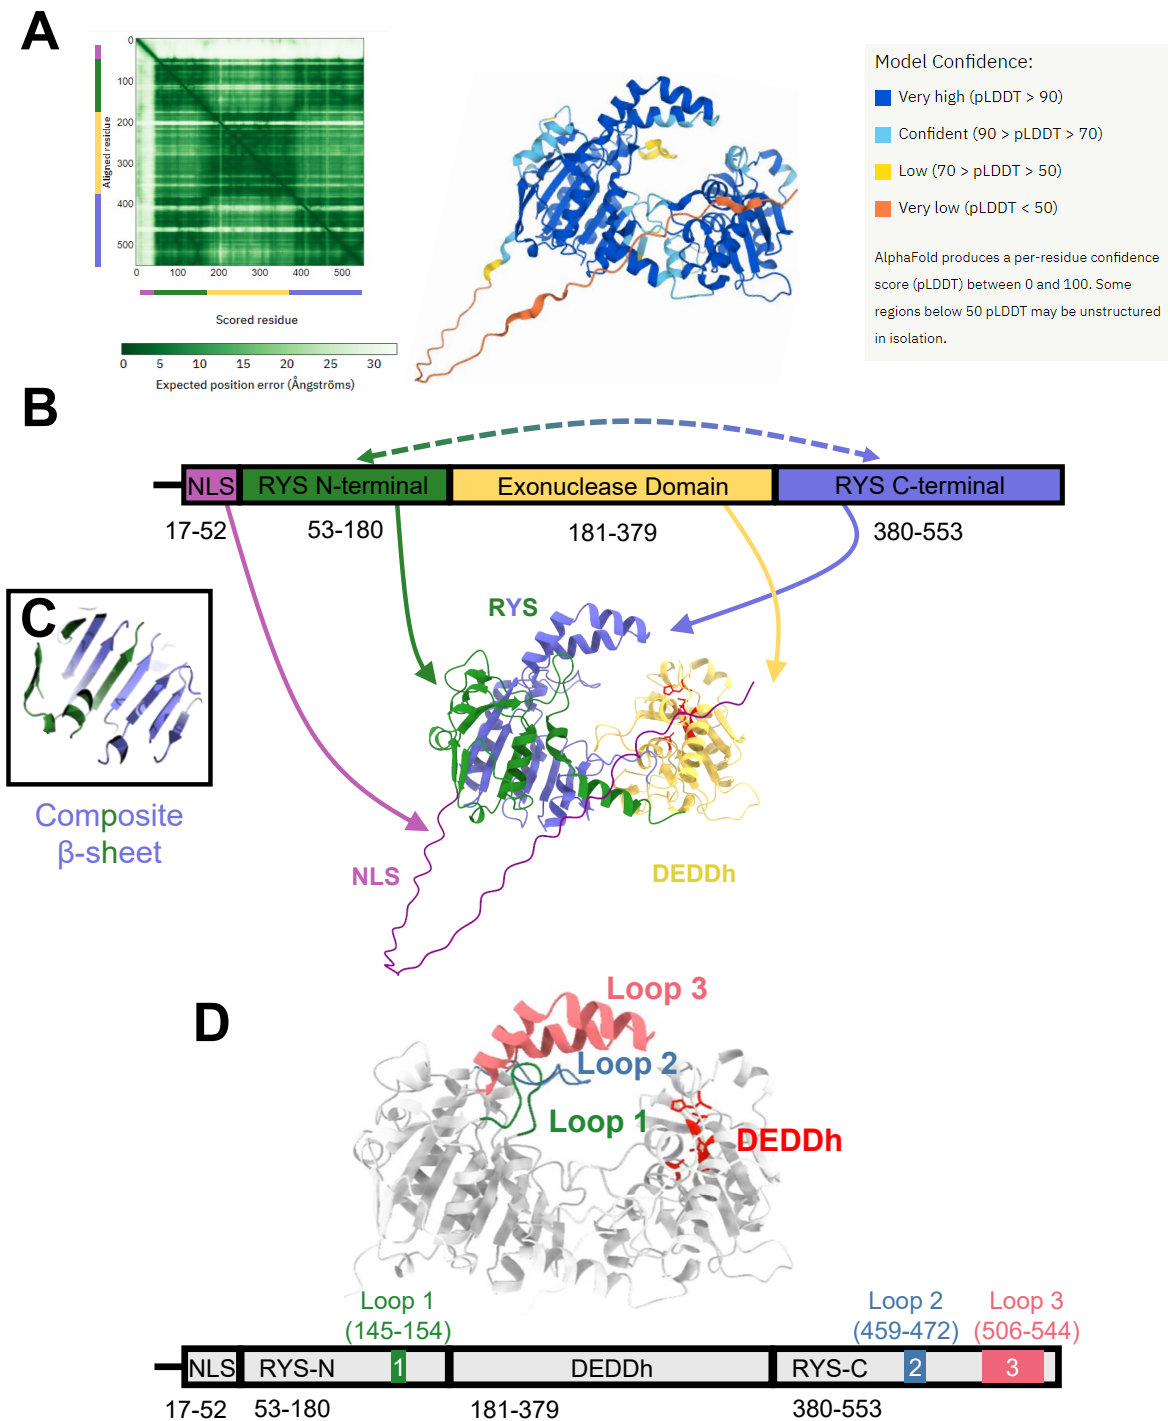 A
0
100
200
300
400
500
Aligned residue
0 100 200 300 400 500
Scored residue
0 5 10 15 20 25 30
Expected position error (Ångströms)
Model Confidence:
Very high (pLDDT > 90)
Confident (90 > pLDDT > 70)
Low (70 > pLDDT > 50)
Very low (pLDDT < 50)
AlphaFold produces a per-residue confidence
score (pLDDT) between 0 and 100. Some
regions below 50 pLDDT may be unstructured
in isolation.
B
NLS RYS N-terminal Exonuclease Domain RYS C-terminal
17-52 53-180 181-379 380-553
C
Composite
β-sheet
RYS
NLS
DEDDh
D
Loop 3
Loop 2
Loop 1
DEDDh
Loop 1 Loop 2 Loop 3
(145-154) (459-472) (506-544)
NLS RYS-N 1 DEDDh RYS-C 2 3
17-52 53-180 181-379 380-553